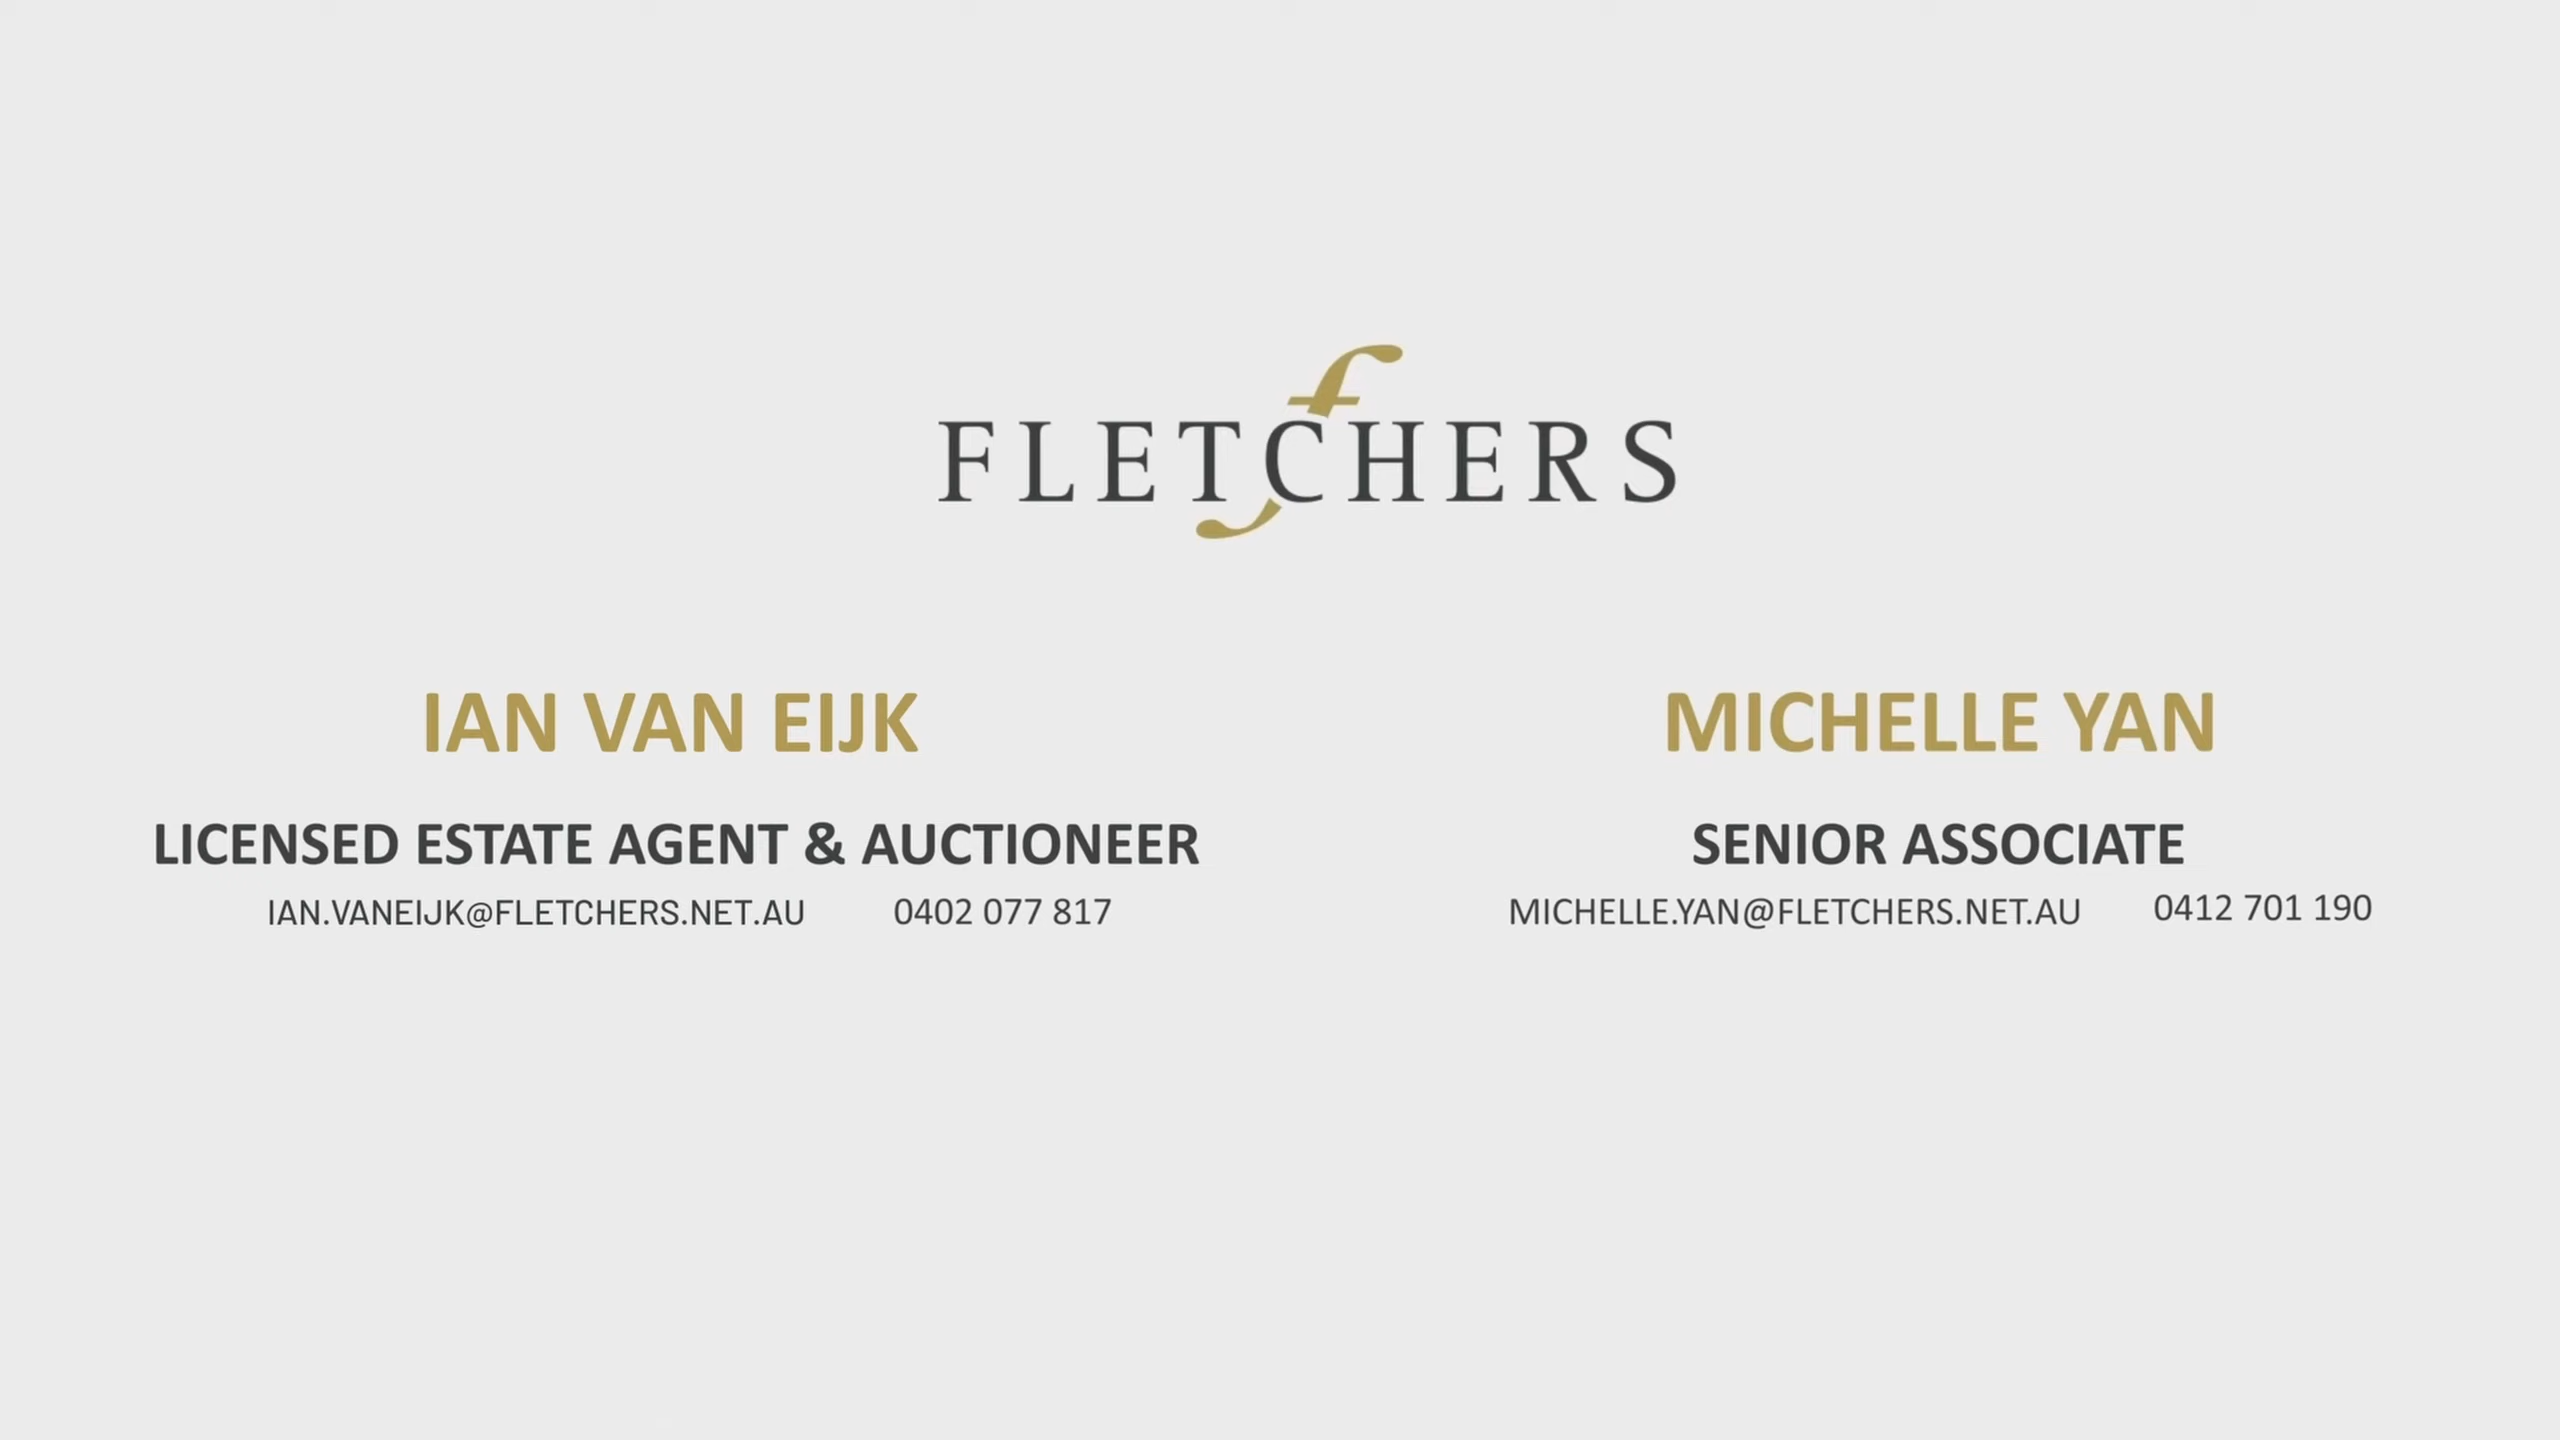 FLETCHERS
IAN VAN EIJK
LICENSED ESTATE AGENT & AUCTIONEER
IAN.VANEIJK@FLETCHERS.NET.AU 0402 077 817
MICHELLE YAN
SENIOR ASSOCIATE
MICHELLE.YAN@FLETCHERS.NET.AU 0412 701 190